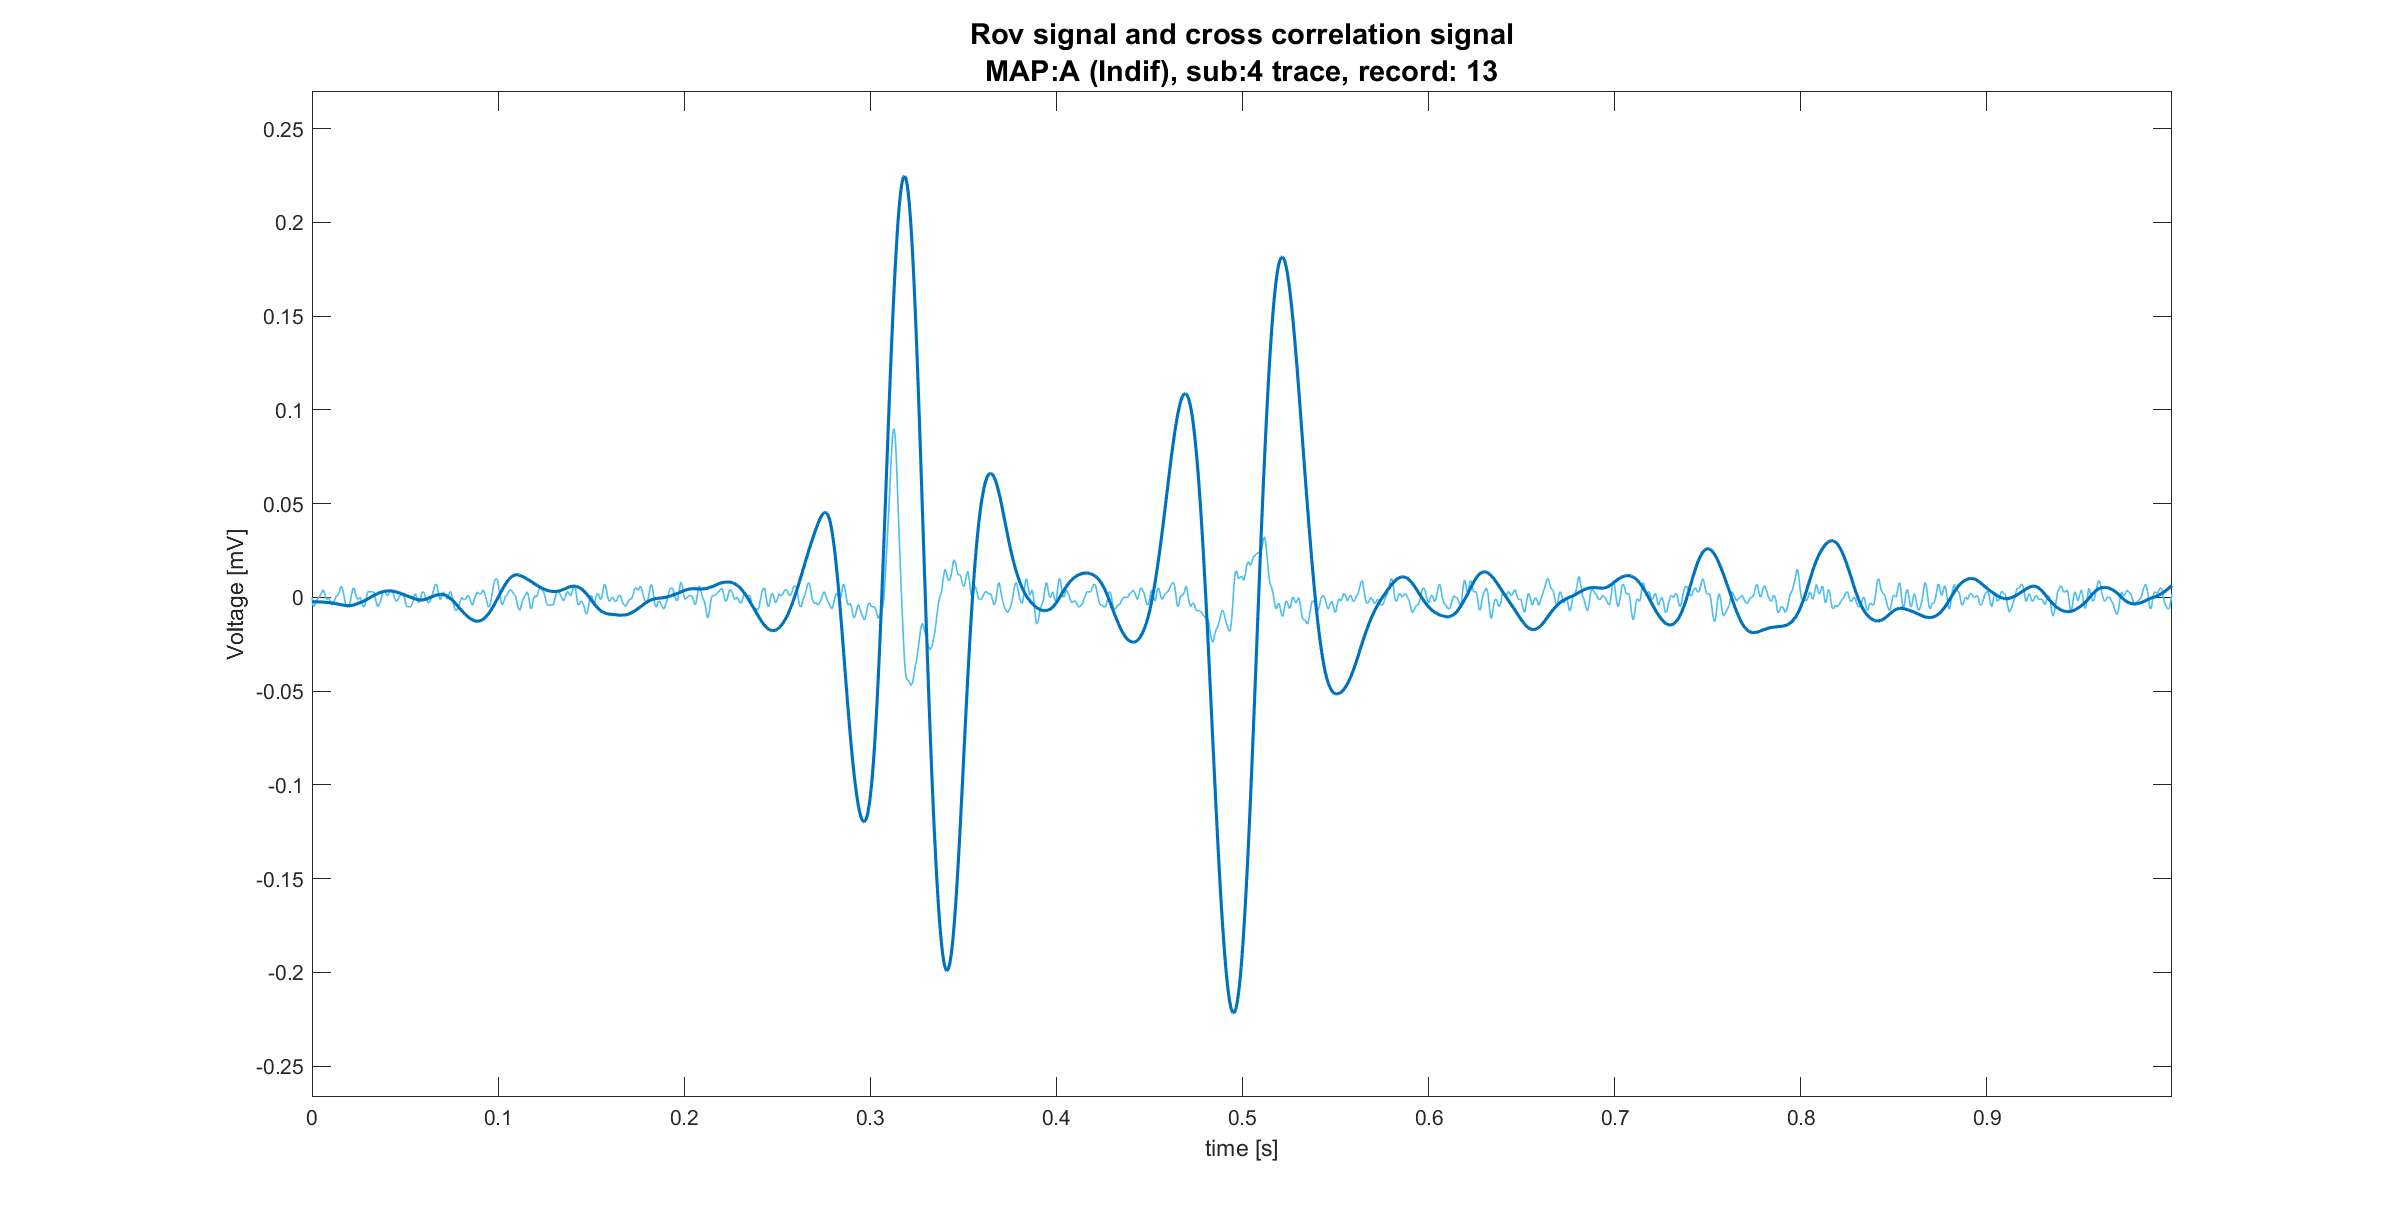 Rov signal and cross correlation signal
MAP:A (Indif), sub:4 trace, record: 13
0.25
0.2
0.15
0.1
0.05
0
-0.05
-0.1
-0.15
-0.2
-0.25
Voltage [mV]
0 0.1 0.2 0.3 0.4 0.5 0.6 0.7 0.8 0.9
time [s]